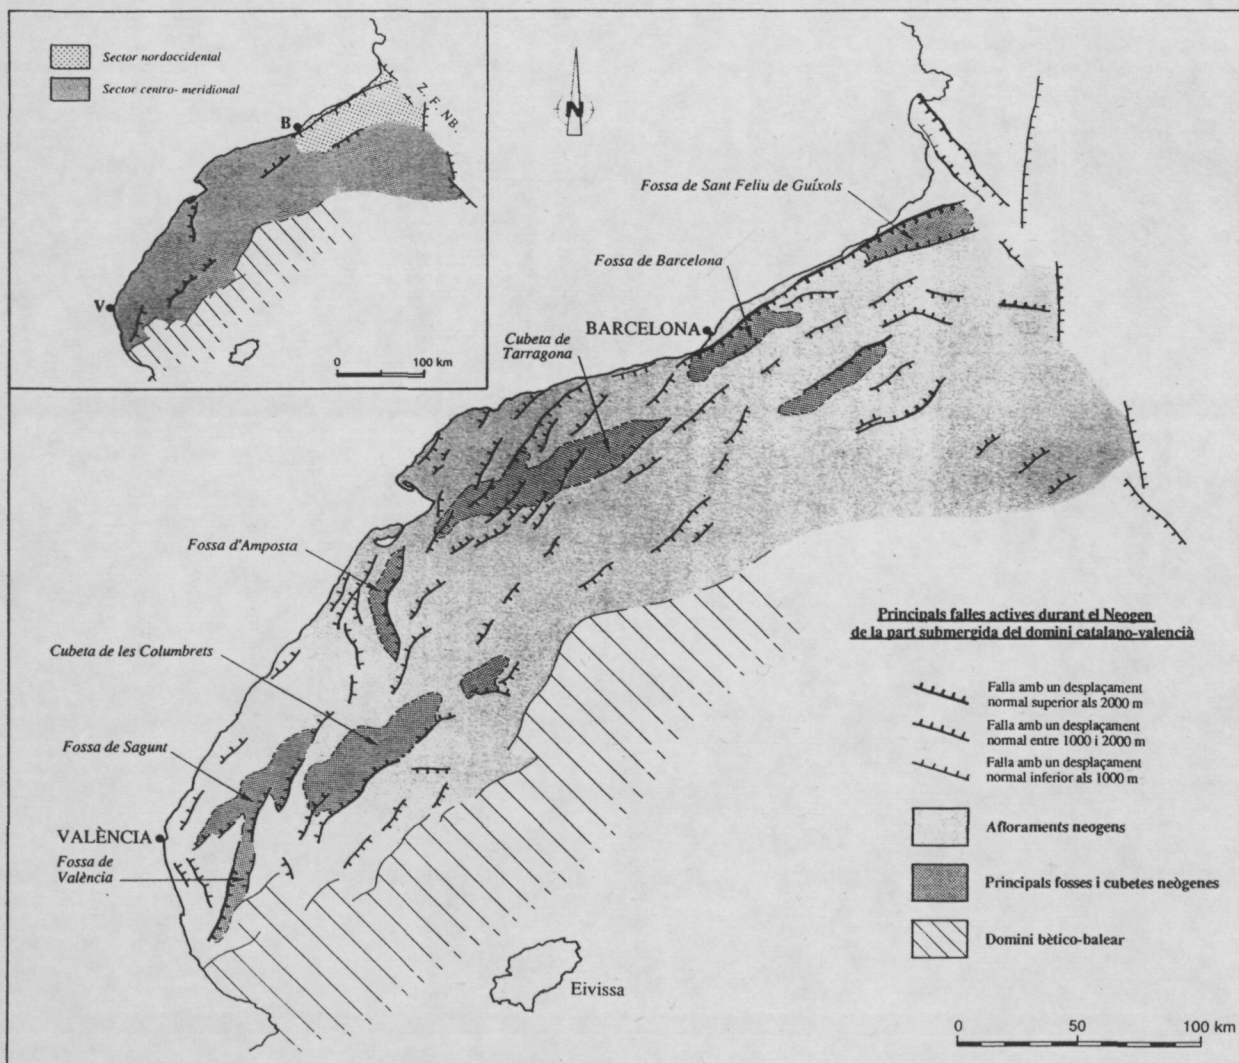 Sector nordoccidental
Sector centro- meridional
B
Z. F. NB.
V
0
100 km
N
Fossa de Sant Feliu de Guíxols
Fossa de Barcelona
BARCELONA
Cubeta de
Tarragona
Fossa d'Amposta
Cubeta de les Columbrets
Fossa de Sagunt
VALÈNCIA
Fossa de
València
Eivissa
Principals falles actives durant el Neogen
de la part submergida del domini catalano-valencià
Falla amb un desplaçament
normal superior als 2000 m
Falla amb un desplaçament
normal entre 1000 i 2000 m
Falla amb un desplaçament
normal inferior als 1000 m
Afloraments neogens
Principals fosses i cubetes neògenes
Domini bètico-balear
0 50 100 km